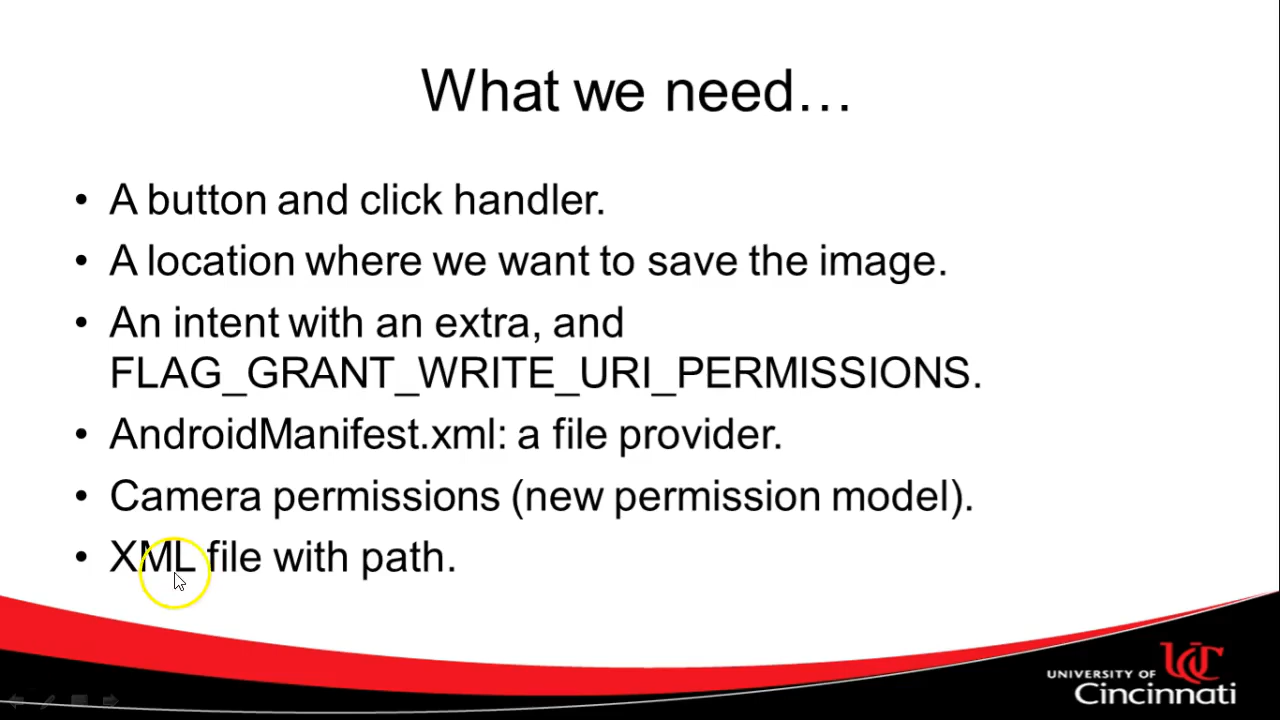 What we need…
• A button and click handler.
• A location where we want to save the image.
• An intent with an extra, and
FLAG_GRANT_WRITE_URI_PERMISSIONS.
• AndroidManifest.xml: a file provider.
• Camera permissions (new permission model).
• XML file with path.
UC
UNIVERSITY OF
Cincinnati